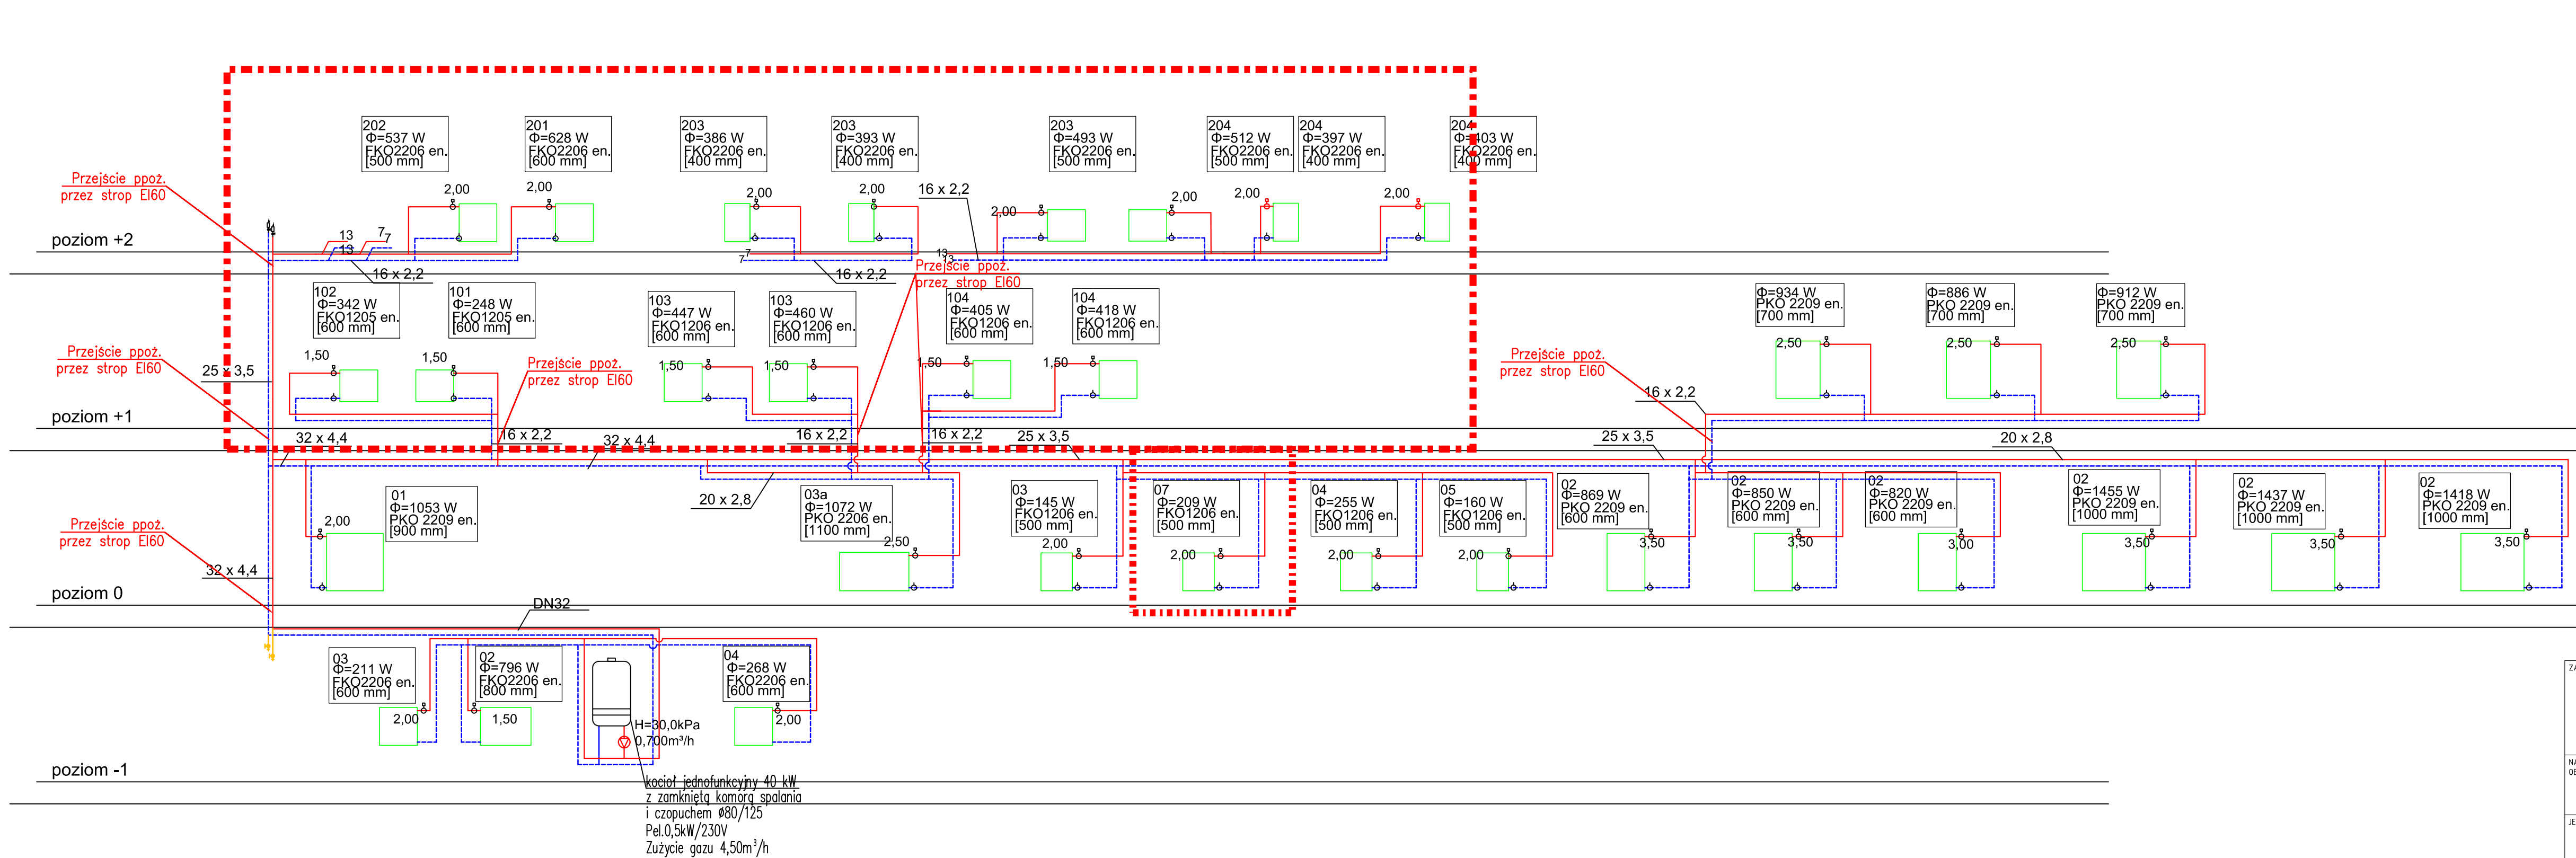 202
Φ=537 W
FKO2206 en.
[500 mm]
201
Φ=628 W
FKO2206 en.
[600 mm]
203
Φ=386 W
FKO2206 en.
[400 mm]
203
Φ=393 W
FKO2206 en.
[400 mm]
203
Φ=493 W
FKO2206 en.
[500 mm]
204
Φ=512 W
FKO2206 en.
[500 mm]
204
Φ=397 W
FKO2206 en.
[400 mm]
204
Φ=403 W
FKO2206 en.
[400 mm]
Przejście ppoż.
przez strop EI60
2,00
2,00
2,00
2,00
16 x 2,2
2,00
2,00
2,00
2,00
poziom +2
13
7
13
7
7
7
13
13
16 x 2,2
16 x 2,2
Przejście ppoż.
przez strop EI60
102
Φ=342 W
FKO1205 en.
[600 mm]
101
Φ=248 W
FKO1205 en.
[600 mm]
103
Φ=447 W
FKO1206 en.
[600 mm]
103
Φ=460 W
FKO1206 en.
[600 mm]
104
Φ=405 W
FKO1206 en.
[600 mm]
104
Φ=418 W
FKO1206 en.
[600 mm]
Φ=934 W
PKO 2209 en.
[700 mm]
Φ=886 W
PKO 2209 en.
[700 mm]
Φ=912 W
PKO 2209 en.
[700 mm]
Przejście ppoż.
przez strop EI60
25 x 3,5
1,50
1,50
Przejście ppoż.
przez strop EI60
1,50
1,50
1,50
1,50
Przejście ppoż.
przez strop EI60
2,50
2,50
2,50
16 x 2,2
poziom +1
32 x 4,4
16 x 2,2
32 x 4,4
16 x 2,2
16 x 2,2
25 x 3,5
25 x 3,5
20 x 2,8
01
Φ=1053 W
PKO 2209 en.
[900 mm]
20 x 2,8
03a
Φ=1072 W
PKO 2206 en.
[1100 mm]
03
Φ=145 W
FKO1206 en.
[500 mm]
07
Φ=209 W
FKO1206 en.
[500 mm]
04
Φ=255 W
FKO1206 en.
[500 mm]
05
Φ=160 W
FKO1206 en.
[500 mm]
02
Φ=869 W
PKO 2209 en.
[600 mm]
02
Φ=850 W
PKO 2209 en.
[600 mm]
02
Φ=820 W
PKO 2209 en.
[600 mm]
02
Φ=1455 W
PKO 2209 en.
[1000 mm]
02
Φ=1437 W
PKO 2209 en.
[1000 mm]
02
Φ=1418 W
PKO 2209 en.
[1000 mm]
Przejście ppoż.
przez strop EI60
2,00
2,50
2,00
2,00
2,00
2,00
3,50
3,50
3,00
3,50
3,50
3,50
32 x 4,4
poziom 0
DN32
03
Φ=211 W
FKO2206 en.
[600 mm]
02
Φ=796 W
FKO2206 en.
[800 mm]
04
Φ=268 W
FKO2206 en.
[600 mm]
2,00
1,50
2,00
H=30,0kPa
0,700m³/h
poziom -1
kocioł jednofunkcyjny 40 kW
z zamkniętą komorą spalania
i czopuchem ø80/125
Pel.0,5kW/230V
Zużycie gazu 4,50m³/h